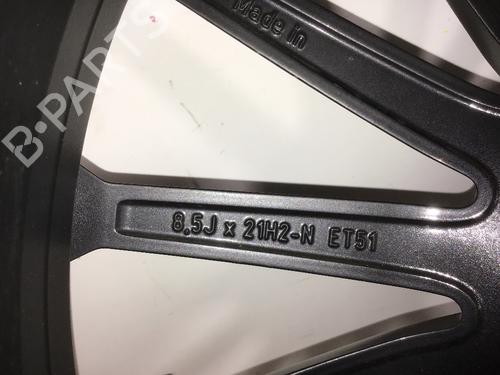 Made in
B-PARTS
8.5J x 21H2-N ET51